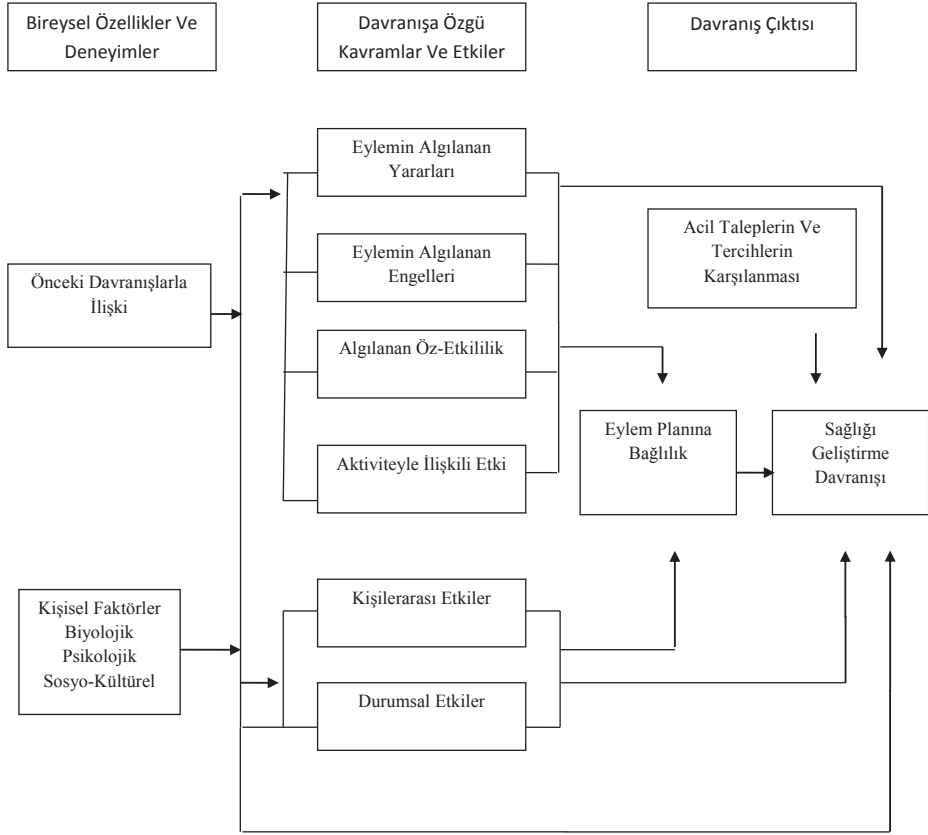 Bireysel Özellikler Ve
Deneyimler
Davranışa Özgü
Kavramlar Ve Etkiler
Davranış Çıktısı
Eylemin Algılanan
Yararları
Acil Taleplerin Ve
Tercihlerin
Karşılanması
Eylemin Algılanan
Engelleri
Önceki Davranışlarla
İlişki
Algılanan Öz-Etkililik
Eylem Planına
Bağlılık
Sağlığı
Geliştirme
Davranışı
Aktiviteyle İlişkili Etki
Kişilerarası Etkiler
Kişisel Faktörler
Biyolojik
Psikolojik
Sosyo-Kültürel
Durumsal Etkiler